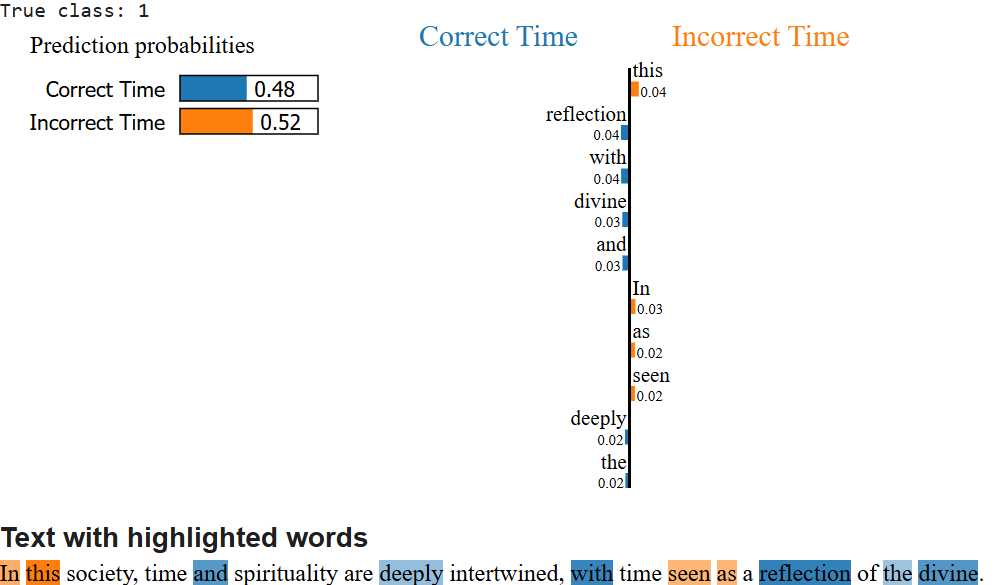 True class: 1
Prediction probabilities
Correct Time 0.48
Incorrect Time 0.52
Correct Time Incorrect Time
this
0.04
reflection
0.04
with
0.04
divine
0.03
and
0.03
In
0.03
as
0.02
seen
0.02
deeply
0.02
the
0.02
Text with highlighted words
In this society, time and spirituality are deeply intertwined, with time seen as a reflection of the divine.